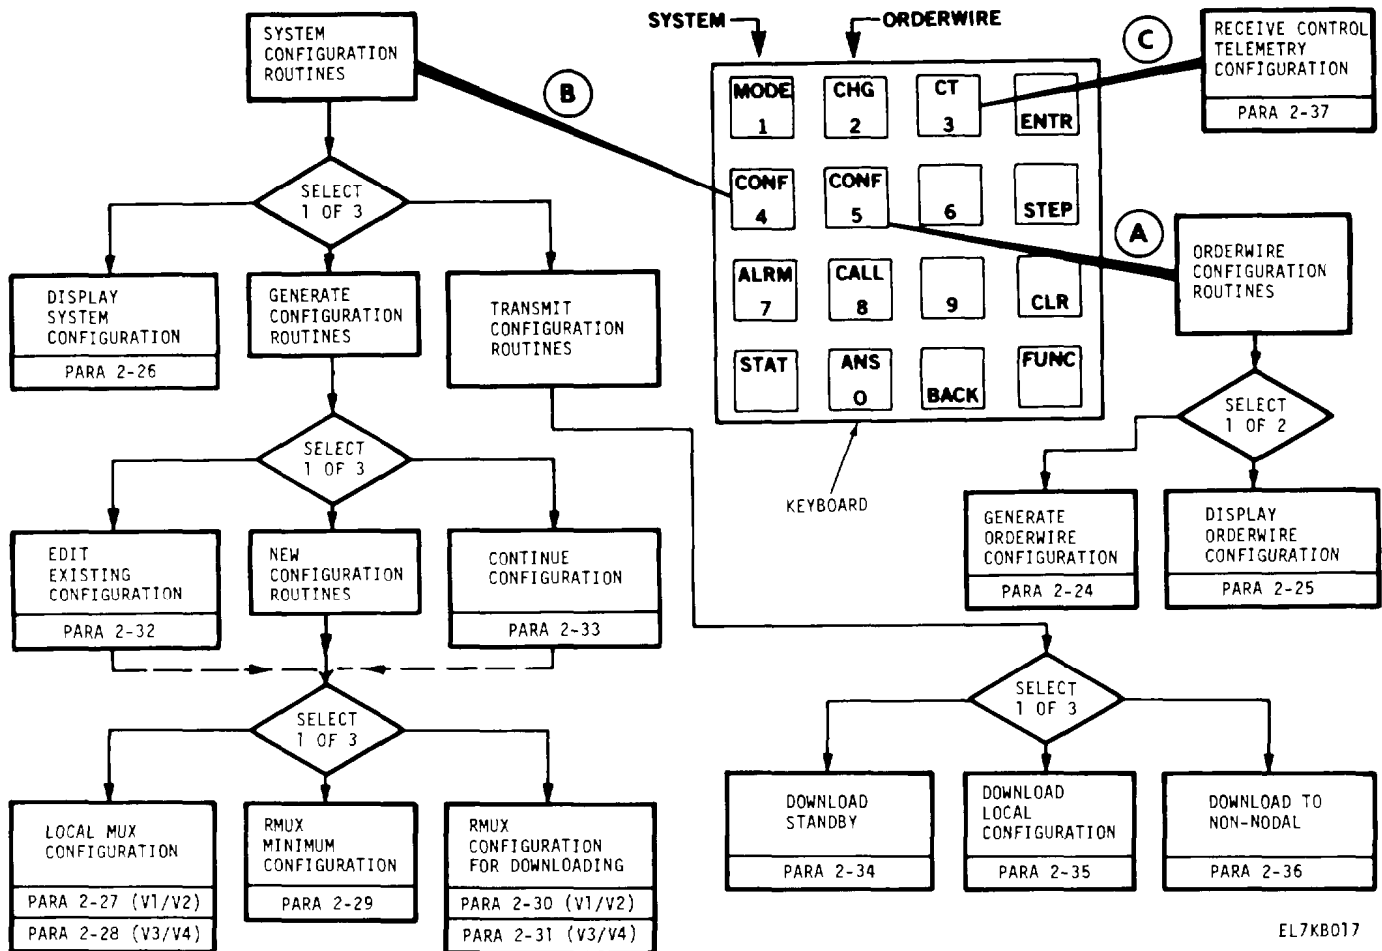 SYSTEM
CONFIGURATION
ROUTINES
B
SELECT
1 OF 3
DISPLAY
SYSTEM
CONFIGURATION
PARA 2-26
GENERATE
CONFIGURATION
ROUTINES
TRANSMIT
CONFIGURATION
ROUTINES
SELECT
1 OF 3
EDIT
EXISTING
CONFIGURATION
PARA 2-32
NEW
CONFIGURATION
ROUTINES
CONTINUE
CONFIGURATION
PARA 2-33
SELECT
1 OF 3
LOCAL MUX
CONFIGURATION
PARA 2-27 (V1/V2)
PARA 2-28 (V3/V4)
RMUX
MINIMUM
CONFIGURATION
PARA 2-29
RMUX
CONFIGURATION
FOR DOWNLOADING
PARA 2-30 (V1/V2)
PARA 2-31 (V3/V4)
SYSTEM
ORDERWIRE
MODE
1
CHG
2
CT
3
ENTR
CONF
4
CONF
5
6
STEP
ALRM
7
CALL
8
9
CLR
STAT
ANS
0
BACK
FUNC
KEYBOARD
C
RECEIVE CONTROL
TELEMETRY
CONFIGURATION
PARA 2-37
A
ORDERWIRE
CONFIGURATION
ROUTINES
SELECT
1 OF 2
GENERATE
ORDERWIRE
CONFIGURATION
PARA 2-24
DISPLAY
ORDERWIRE
CONFIGURATION
PARA 2-25
SELECT
1 OF 3
DOWNLOAD
STANDBY
PARA 2-34
DOWNLOAD
LOCAL
CONFIGURATION
PARA 2-35
DOWNLOAD TO
NON-NODAL
PARA 2-36
EL7KB017